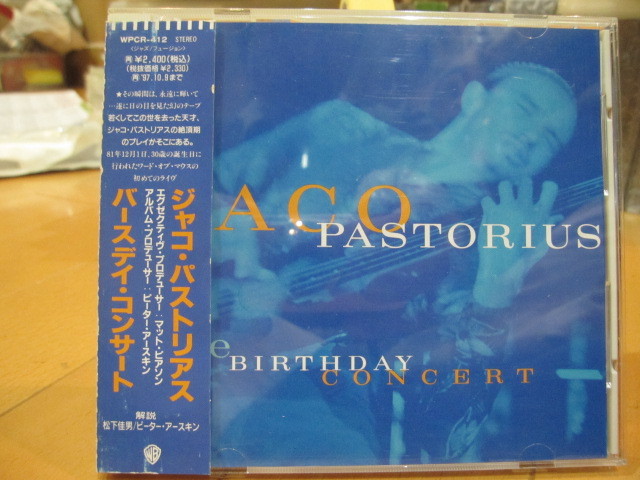 WPCR-412 STEREO
〈ジャズ/フュージョン〉
¥2,400(税込)
(税抜価格¥2,330)
'97.10.9まで
★その瞬間は、永遠に輝いて
―遂に日の目を見た幻のテープ
若くしてこの世を去った天才、
ジャコ・パストリアスの絶頂期
のプレイがそこにある。
81年12月1日、30歳の誕生日に
行われたワード・オブ・マウスの
初めてのライヴ
ジャコ・パストリアス
エグゼクティヴ・プロデューサー:マット・ピアソン
アルバム・プロデューサー:ピーター・アースキン
バースデイ・コンサート
解説
松下佳男/ピーター・アースキン
WB
ACO
PASTORIUS
e
BIRTHDAY
CONCERT